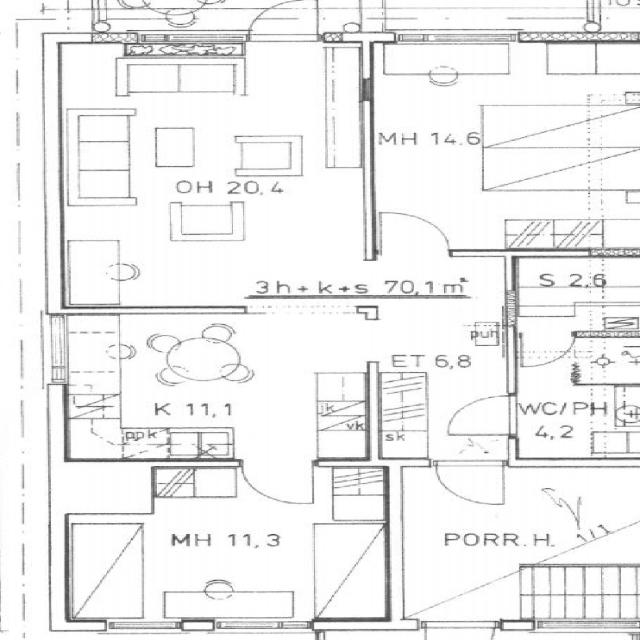 MH 14.6
OH 20,4
3h+k+s 70,1 m²
S 2,6
puh
ET 6,8
K 11,1
jk
vk
sk
ppk
WC/PH
4,2
MH 11,3
PORR.H.